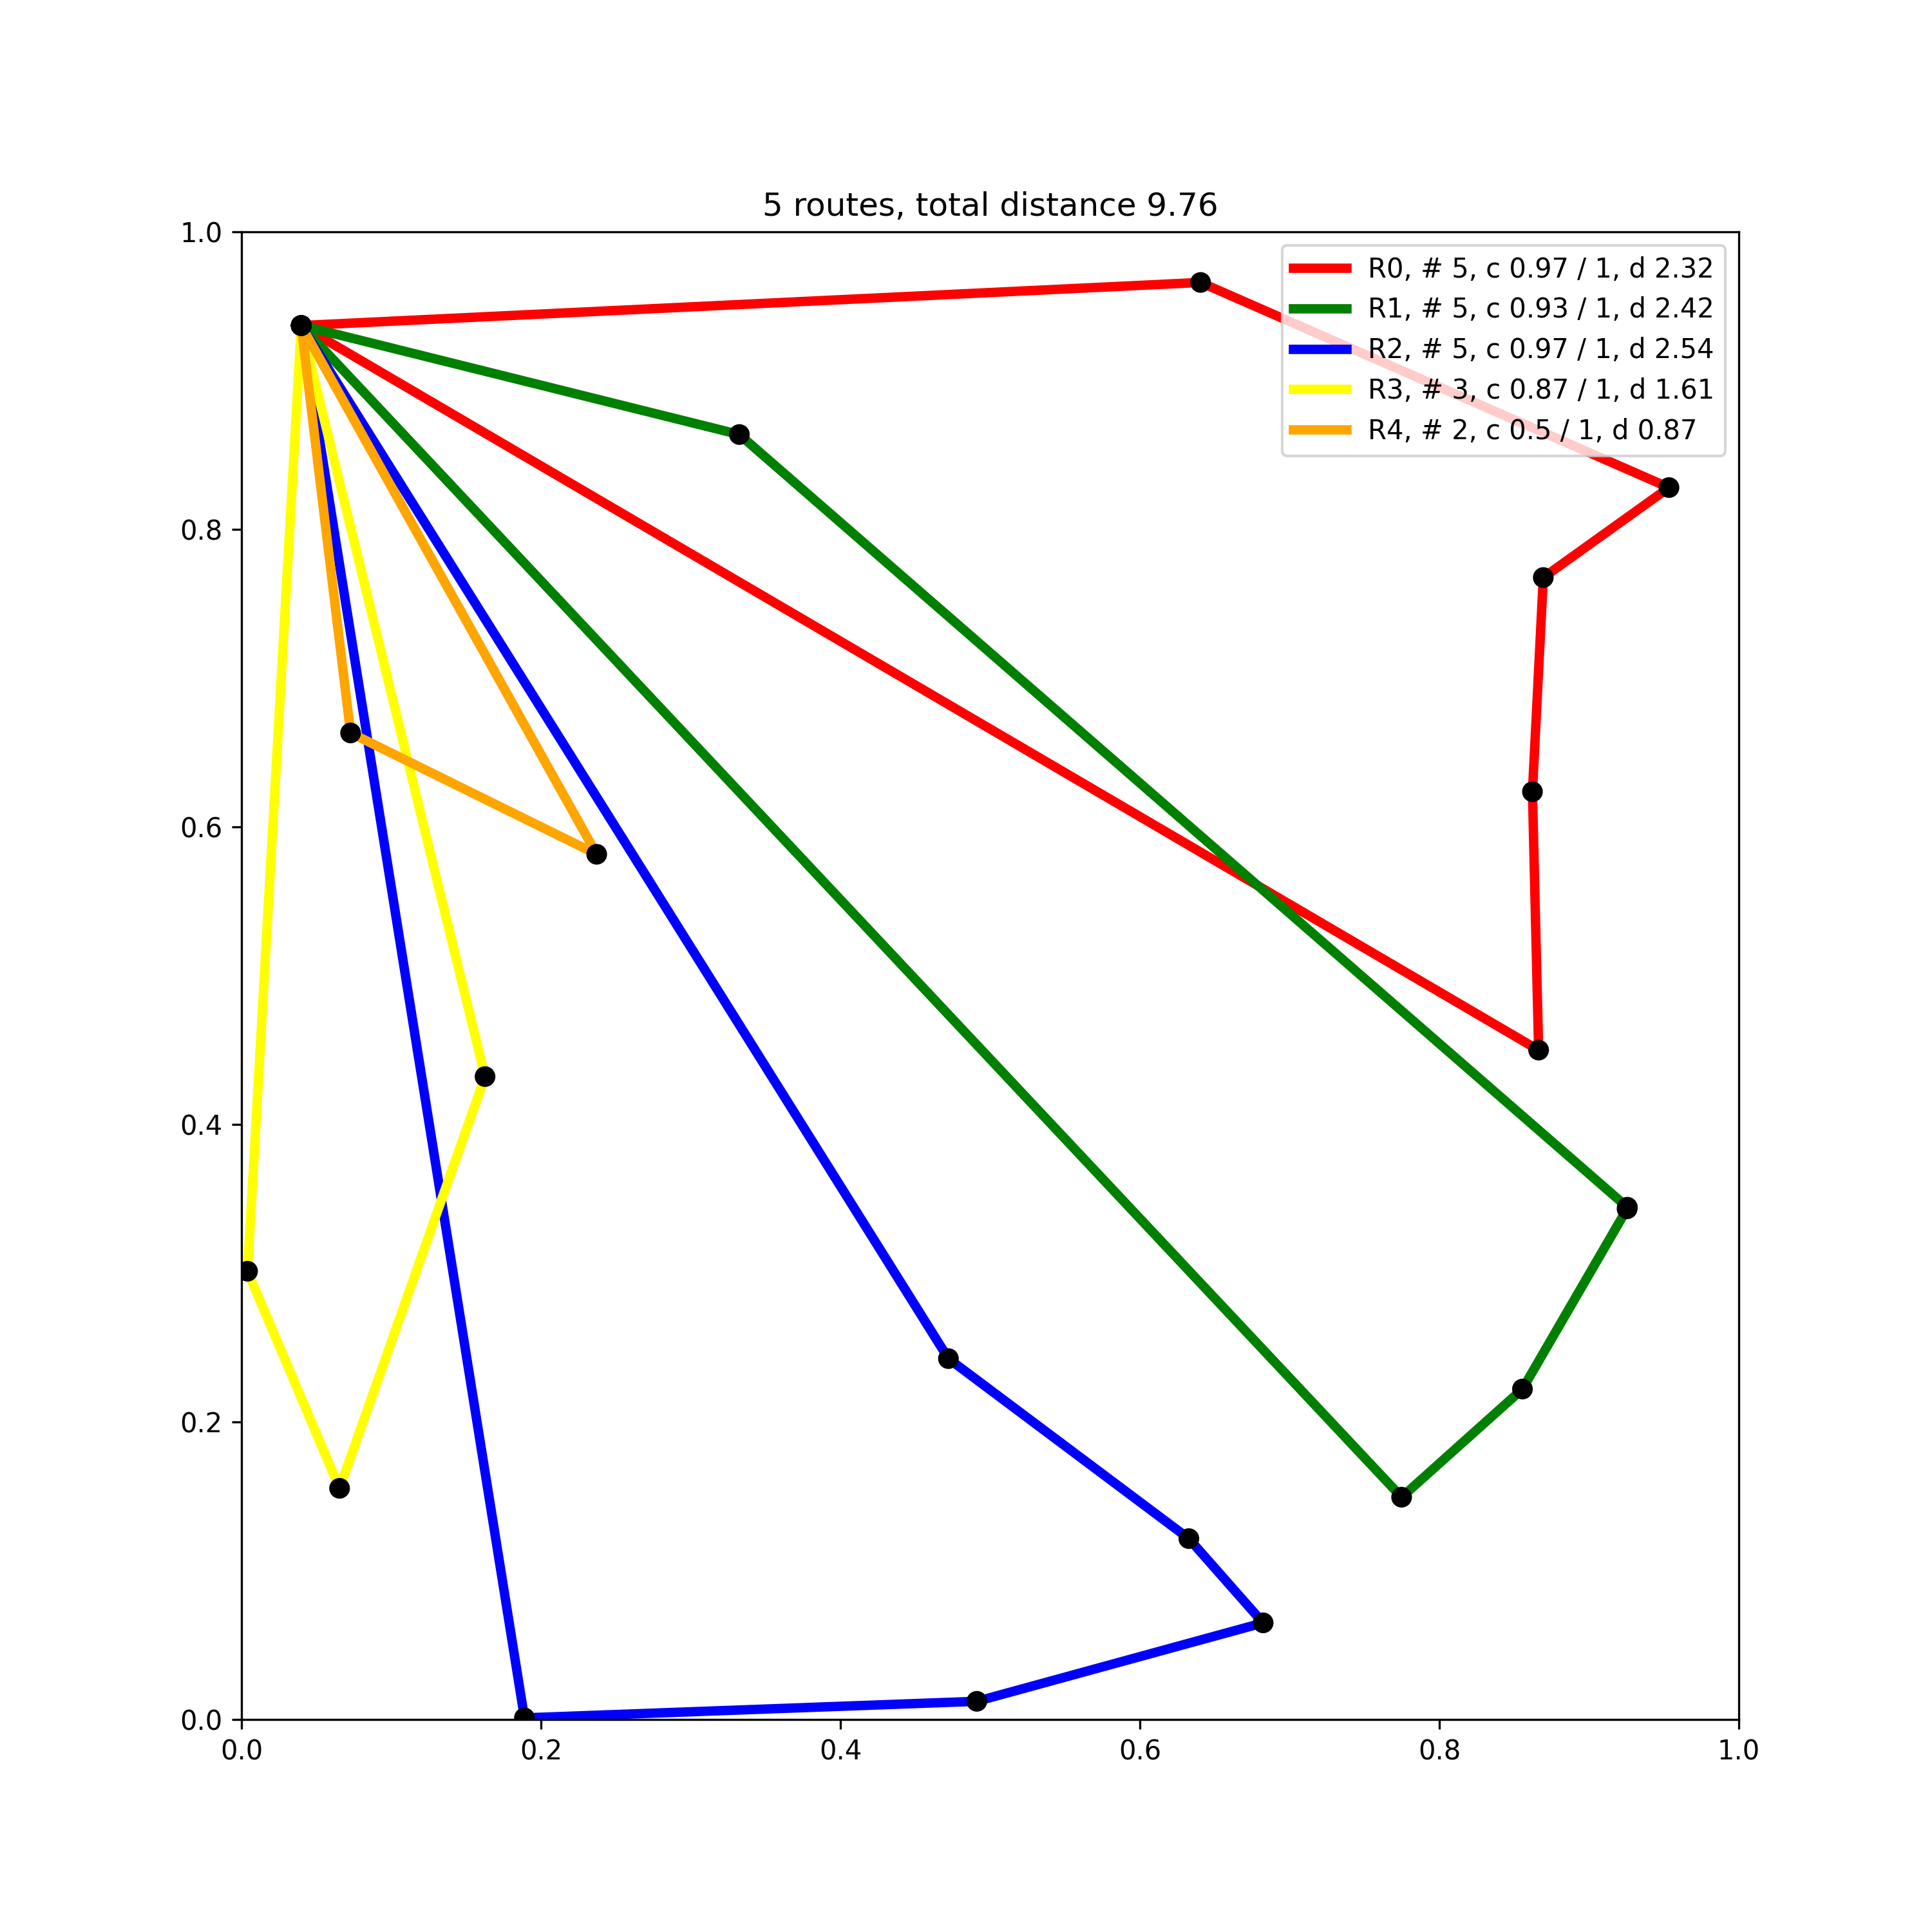 5 routes, total distance 9.76
R0, # 5, c 0.97 / 1, d 2.32
R1, # 5, c 0.93 / 1, d 2.42
R2, # 5, c 0.97 / 1, d 2.54
R3, # 3, c 0.87 / 1, d 1.61
R4, # 2, c 0.5 / 1, d 0.87
1.0
0.8
0.6
0.4
0.2
0.0
0.0 0.2 0.4 0.6 0.8 1.0